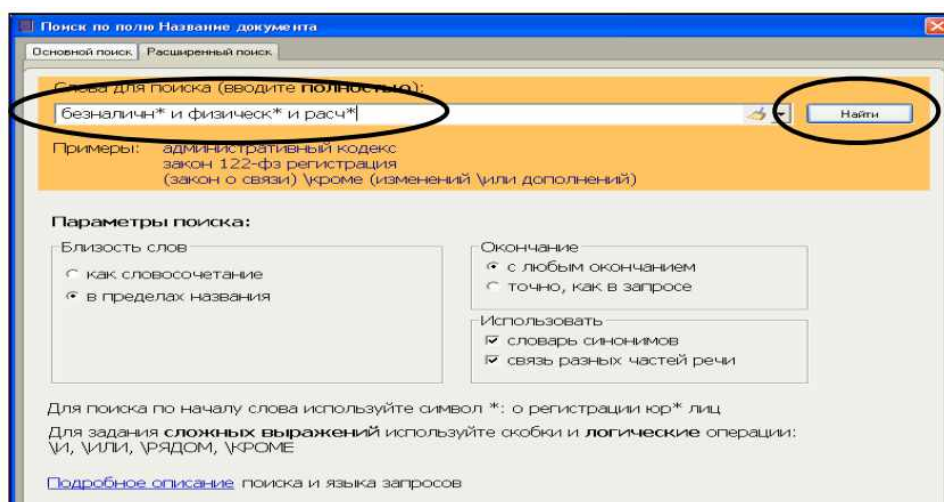 Поиск по полю Название документа
Основной поиск Расширенный поиск
Слова для поиска (вводите полностью):
безналичн* и физическ* и расч*
Найти
Примеры: административный кодекс
закон 122-фз регистрация
(закон о связи) \кроме (изменений \или дополнений)
Параметры поиска:
Близость слов
как словосочетание
в пределах названия
Окончание
с любым окончанием
точно, как в запросе
Использовать
словарь синонимов
связь разных частей речи
Для поиска по началу слова используйте символ *: о регистрации юр* лиц
Для задания сложных выражений используйте скобки и логические операции:
\И, \ИЛИ, \РЯДОМ, \КРОМЕ
Подробное описание поиска и языка запросов